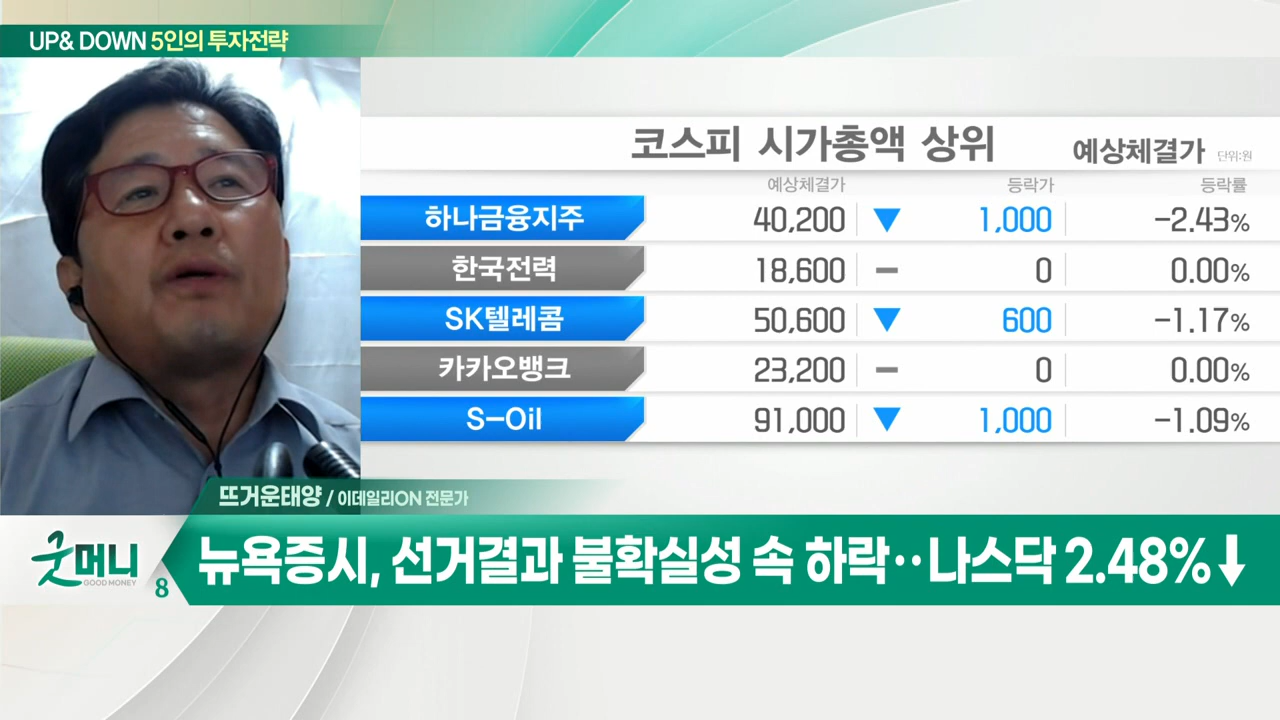 UP& DOWN 5인의 투자전략
코스피 시가총액 상위 예상체결가 단위:원
예상체결가 등락가 등락률
하나금융지주 40,200 ▼ 1,000 -2.43%
한국전력 18,600 - 0 0.00%
SK텔레콤 50,600 ▼ 600 -1.17%
카카오뱅크 23,200 - 0 0.00%
S-Oil 91,000 ▼ 1,000 -1.09%
뜨거운태양 / 이데일리ON 전문가
굿머니
GOOD MONEY
8
뉴욕증시, 선거결과 불확실성 속 하락··나스닥 2.48%↓